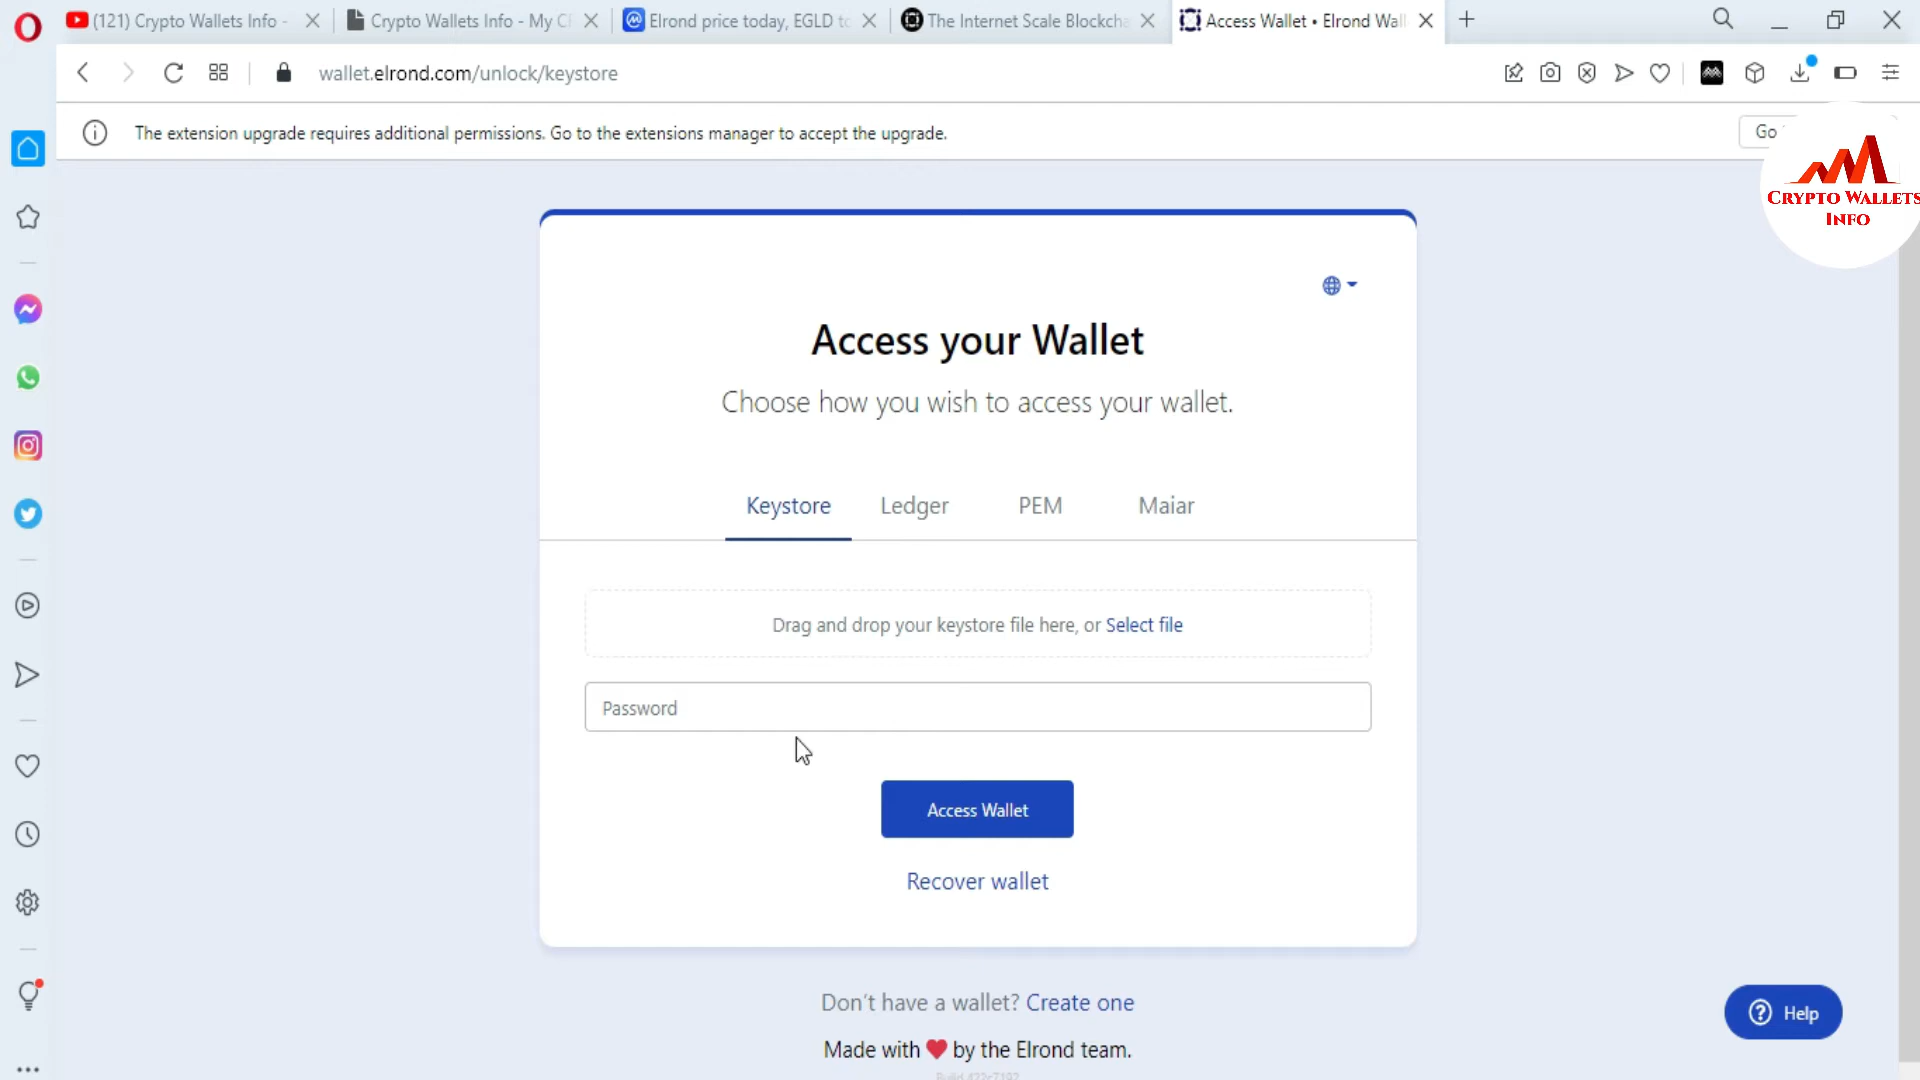 (121) Crypto Wallets Info -
Crypto Wallets Info - My C
Elrond price today, EGLD to
The Internet Scale Blockcha
Access Wallet • Elrond Wall
wallet.elrond.com/unlock/keystore
The extension upgrade requires additional permissions. Go to the extensions manager to accept the upgrade.
Go
Crypto Wallets
Info
Access your Wallet
Choose how you wish to access your wallet.
Keystore
Ledger
PEM
Maiar
Drag and drop your keystore file here, or Select file
Password
Access Wallet
Recover wallet
Don't have a wallet? Create one
Help
Made with ❤ by the Elrond team.